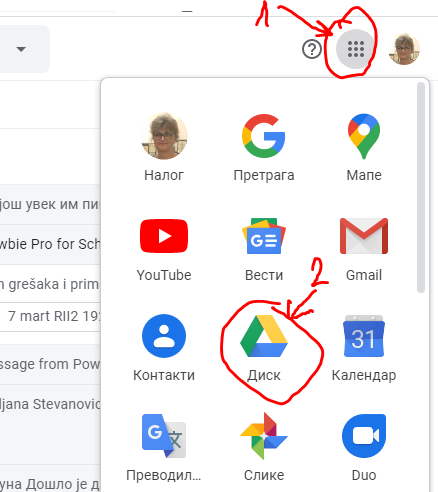 1
Налог
Претрага
Мапе
још увек им пи
YouTube
Вести
Gmail
wbie Pro for Sch
n grešaka i prim
2
7 mart RII2 19
31
Контакти
Диск
Календар
ssage from Pow
ljana Stevanovic
Преводил...
Слике
Duo
уна Дошло је д